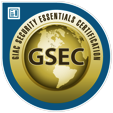 GIAC SECURITY ESSENTIALS CERTIFICATION
GSEC